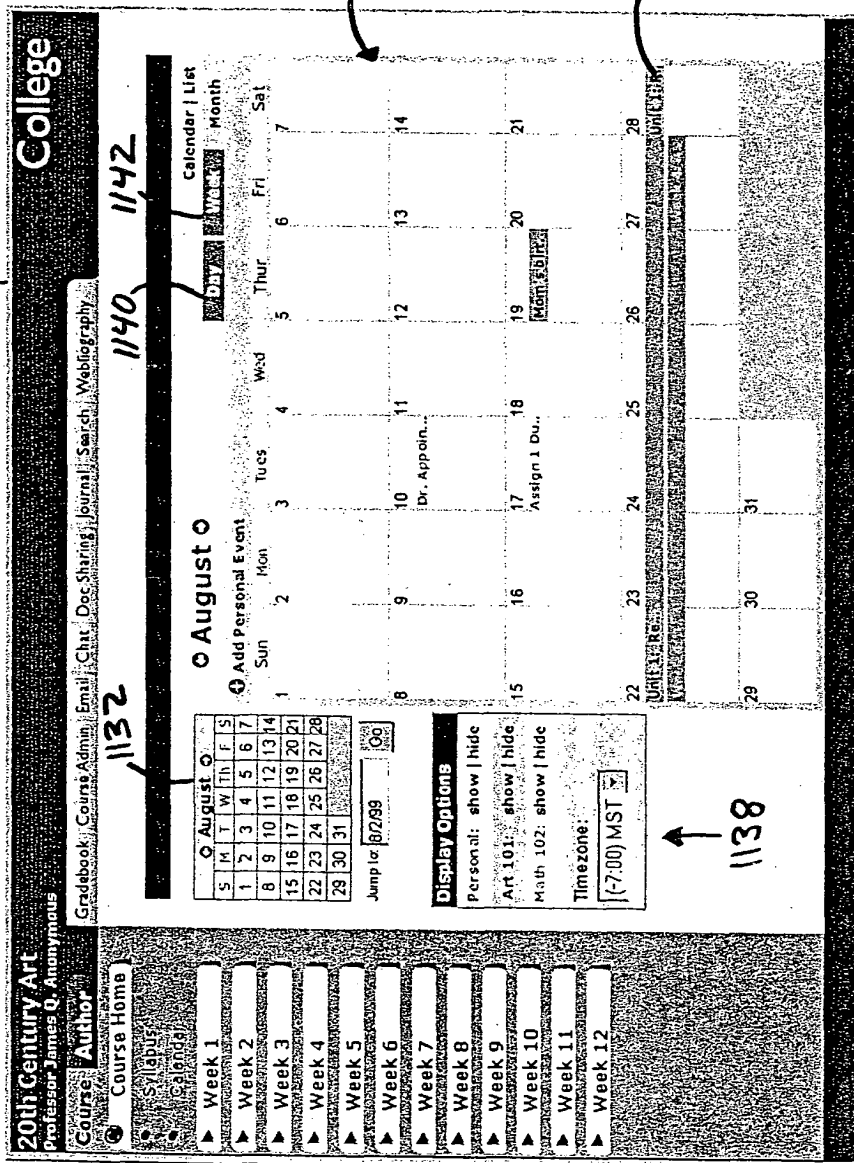 1140
1142
20th Century Art
College
Professor James Q. Anonymous
Course Author
Gradebook Course Admin Email Chat Doc Sharing Journal Search Webliography
Course Home
Syllabus
Calendar
Week 1
Week 2
Week 3
Week 4
Week 5
Week 6
Week 7
Week 8
Week 9
Week 10
Week 11
Week 12
1132
August
S M T W Th F S
1 2 3 4 5 6 7
8 9 10 11 12 13 14
15 16 17 18 19 20 21
22 23 24 25 26 27 28
29 30 31
Jump to: 8/2/99 Go
Display Options
Personal: show | hide
Art 101: show | hide
Math 102: show | hide
Timezone:
(-7:00) MST
1138
Calendar | List
August
Day Week Month
Add Personal Event
Sun Mon Tues Wed Thur Fri Sat
1 2 3 4 5 6 7
8 9 10 11 12 13 14
Dr. Appoin...
15 16 17 18 19 20 21
Assign 1 Du..
Mom's birt..
22 23 24 25 26 27 28
Unit 1: Re..
29 30 31